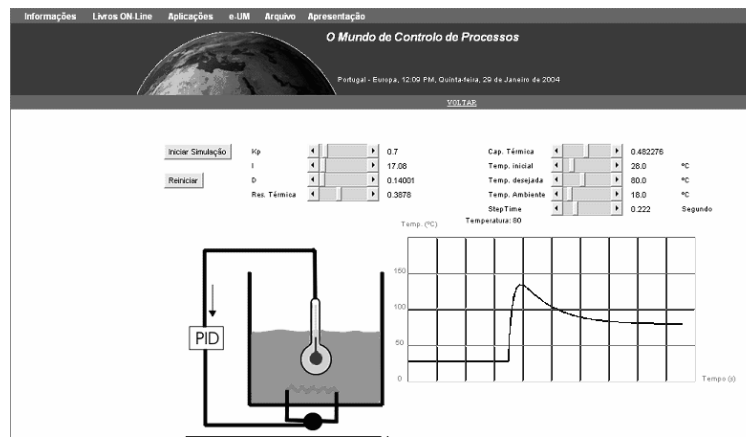 Informações Livros ON-Line Aplicações e-UM Arquivo Apresentação
O Mundo de Controlo de Processos
Portugal - Europa, 12:09 PM, Quinta-feira, 29 de Janeiro de 2004
VOLTAR
Iniciar Simulação Kp 0.7 Cap. Térmica 0.482276
I 17.08 Temp. inicial 28.0 ºC
Reiniciar D 0.14001 Temp. desejada 80.0 ºC
Res. Térmica 0.3878 Temp. Ambiente 18.0 ºC
StepTime 0.222 Segundo
Temp. (ºC) Temperatura: 80
150
100
PID
50
0
Tempo (s)